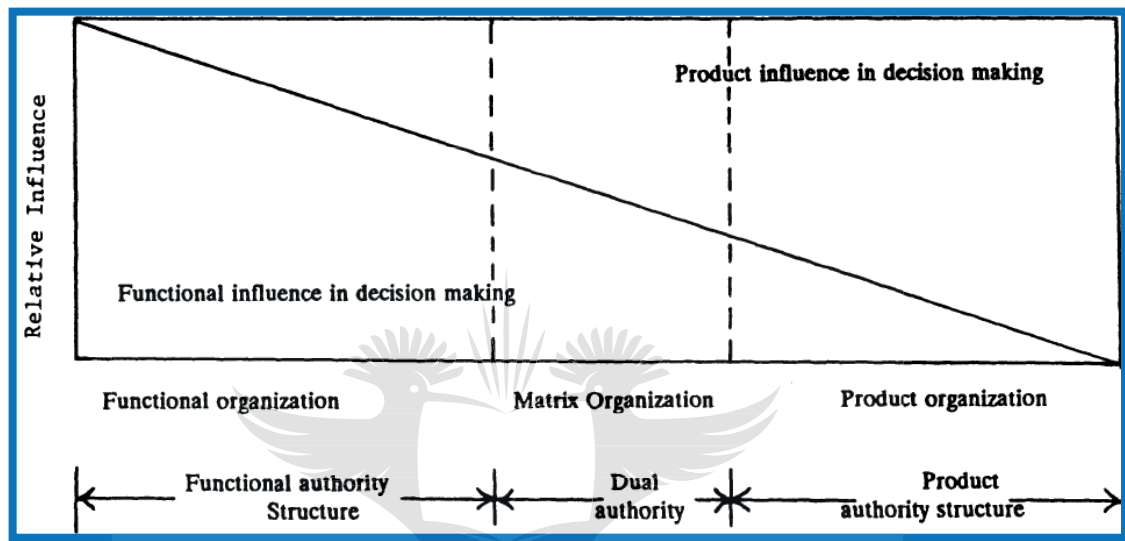 Relative Influence
Product influence in decision making
Functional influence in decision making
Functional organization
Matrix Organization
Product organization
Functional authority
Structure
Dual
authority
Product
authority structure